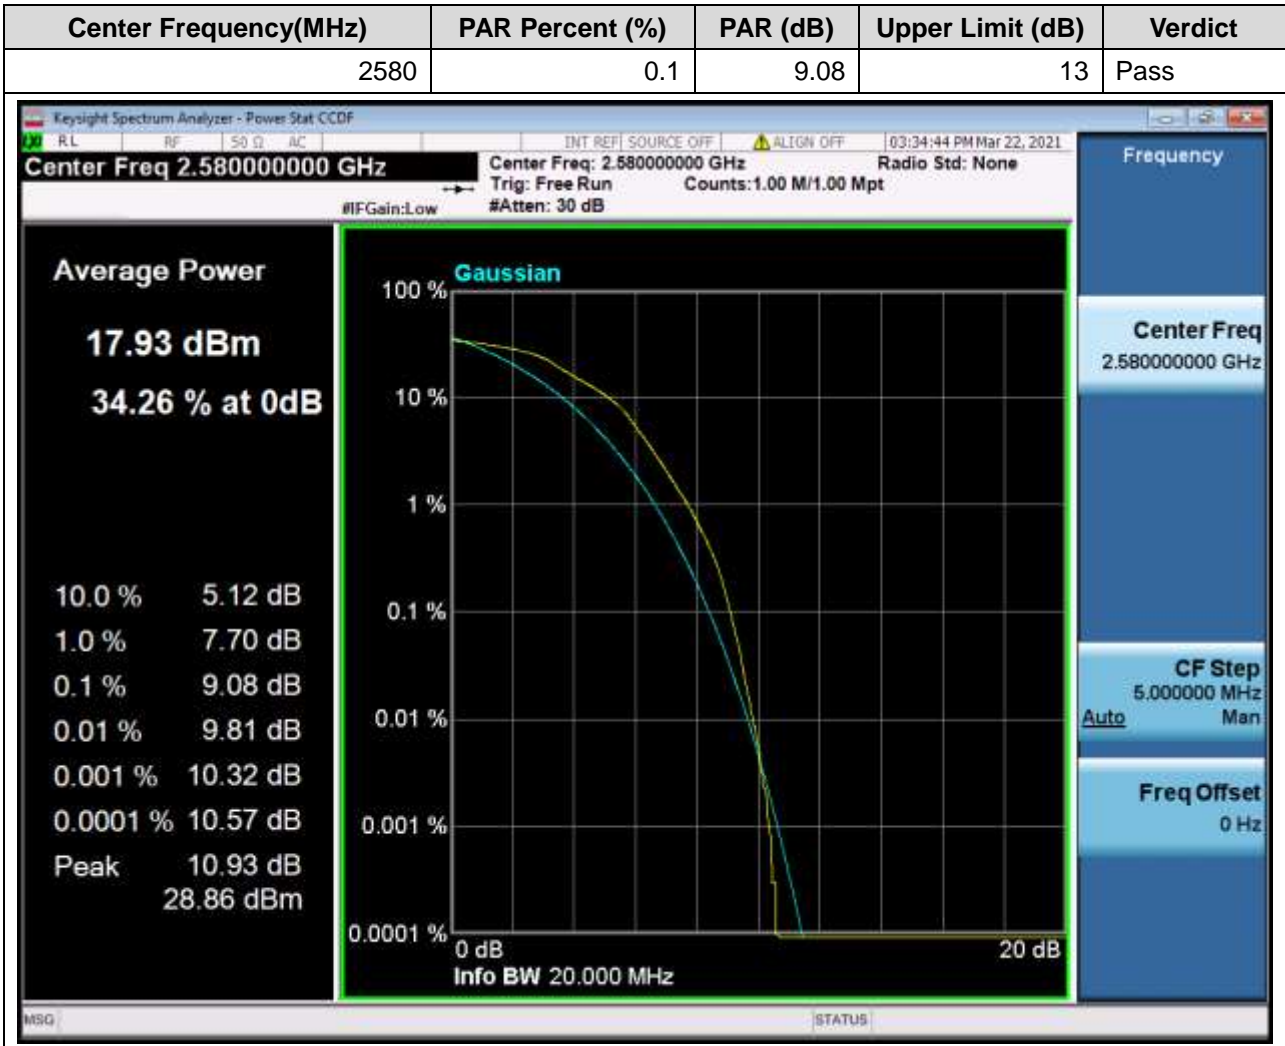 Center Frequency(MHz) PAR Percent (%) PAR (dB) Upper Limit (dB) Verdict
2580 0.1 9.08 13 Pass
Keysight Spectrum Analyzer - Power Stat CCDF
RL RF 50 Ω AC INT REF SOURCE OFF ALIGN OFF 03:34:44 PM Mar 22, 2021
Center Freq 2.580000000 GHz
Center Freq: 2.580000000 GHz Radio Std: None
Trig: Free Run Counts:1.00 M/1.00 Mpt
#IFGain:Low #Atten: 30 dB
Frequency
Average Power
17.93 dBm
34.26 % at 0dB
10.0 % 5.12 dB
1.0 % 7.70 dB
0.1 % 9.08 dB
0.01 % 9.81 dB
0.001 % 10.32 dB
0.0001 % 10.57 dB
Peak 10.93 dB
28.86 dBm
Gaussian
100 %
10 %
1 %
0.1 %
0.01 %
0.001 %
0.0001 %
0 dB 20 dB
Info BW 20.000 MHz
Center Freq
2.580000000 GHz
CF Step
5.000000 MHz
Auto Man
Freq Offset
0 Hz
MSG STATUS